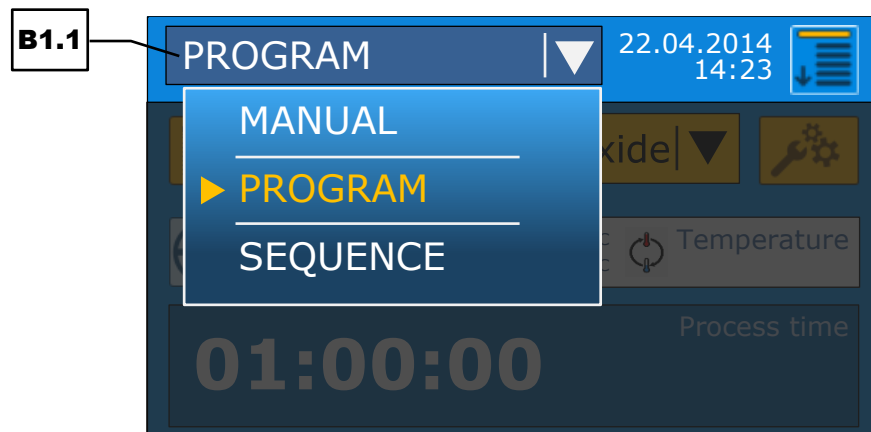 B1.1
PROGRAM
22.04.2014
14:23
MANUAL
PROGRAM
SEQUENCE
xide
Temperature
Process time
01:00:00